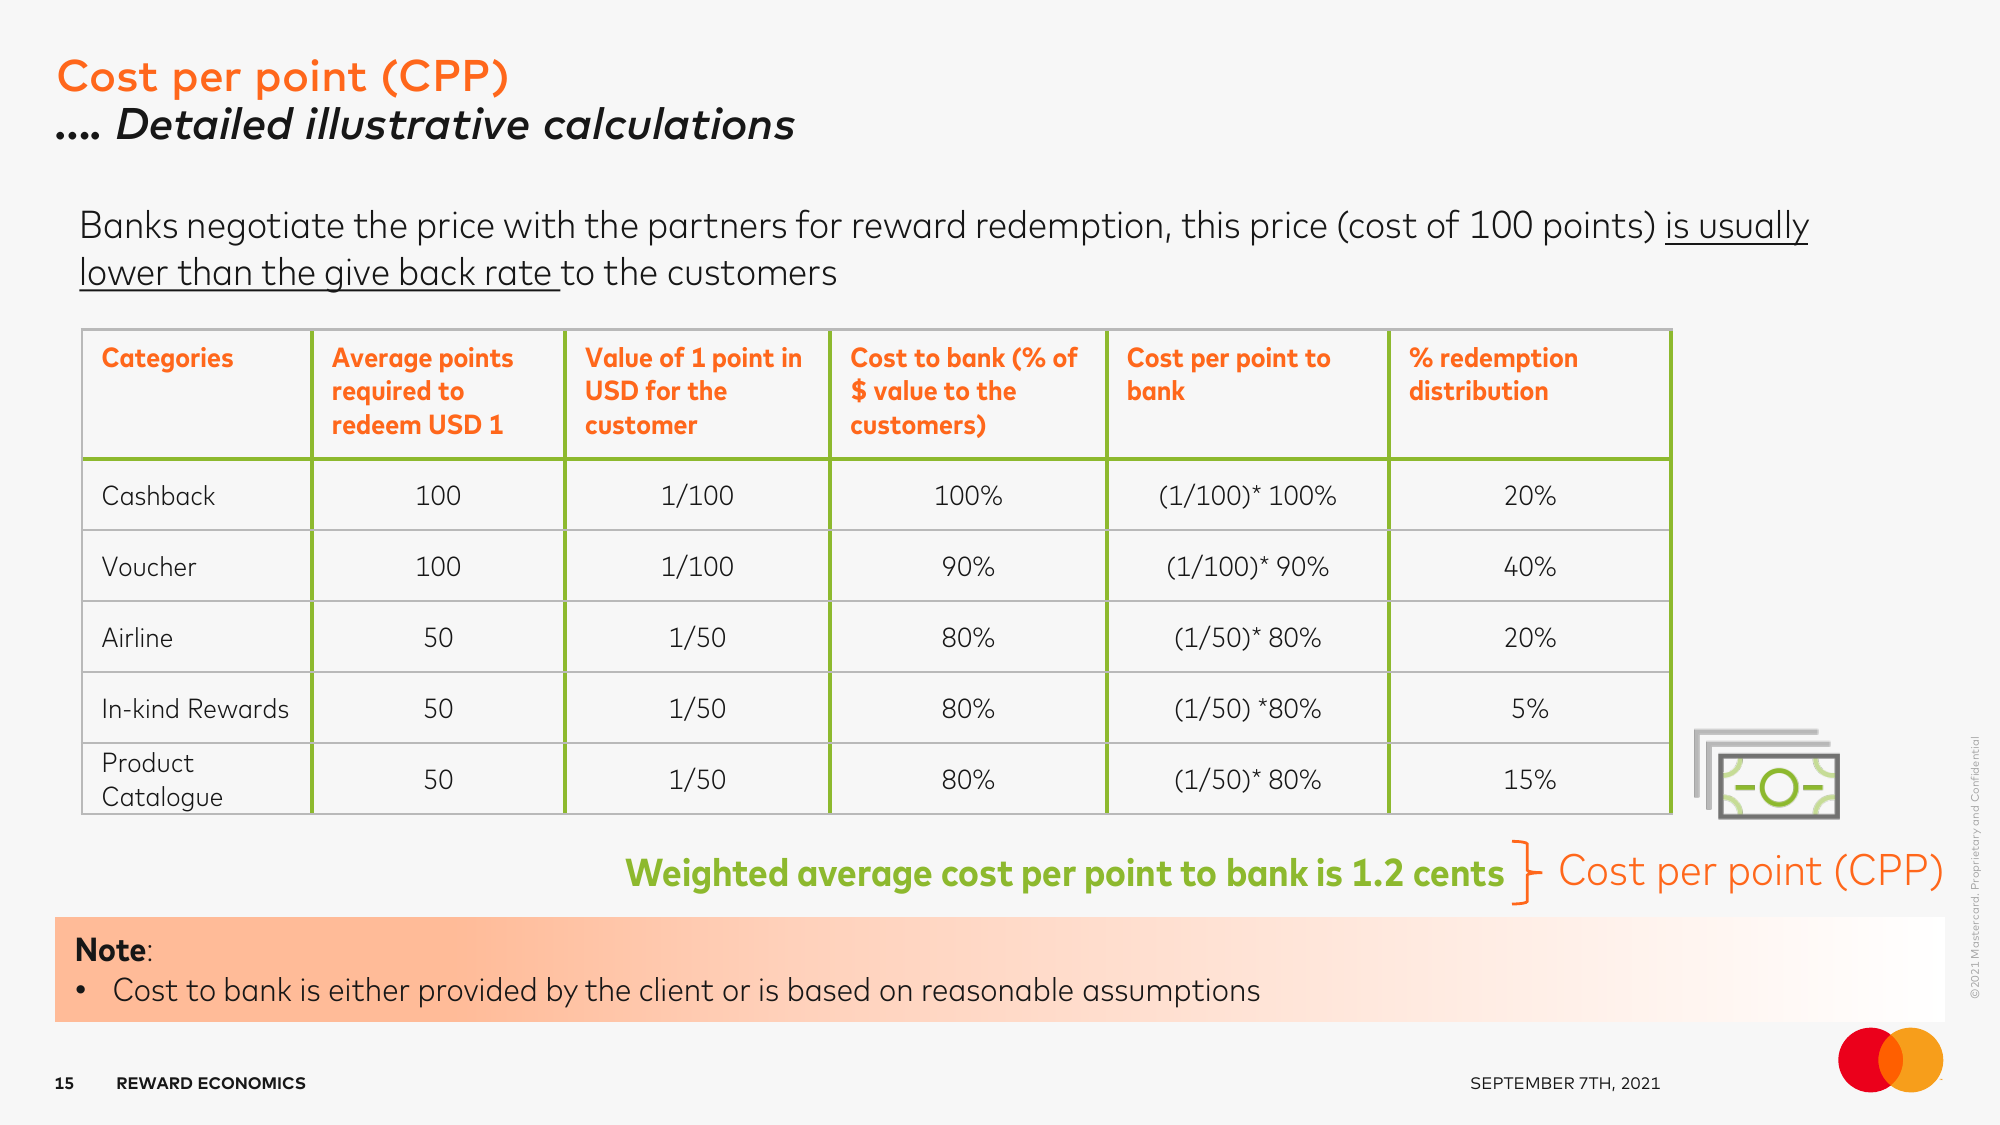 Cost per point (CPP)
.... Detailed illustrative calculations
Banks negotiate the price with the partners for reward redemption, this price (cost of 100 points) is usually
lower than the give back rate to the customers
Categories
Average points
required to
redeem USD 1
Value of 1 point in
USD for the
customer
Cost to bank (% of
$ value to the
customers)
Cost per point to
bank
% redemption
distribution
Cashback 100 1/100 100% (1/100)* 100% 20%
Voucher 100 1/100 90% (1/100)* 90% 40%
Airline 50 1/50 80% (1/50)* 80% 20%
In-kind Rewards 50 1/50 80% (1/50) *80% 5%
Product
Catalogue 50 1/50 80% (1/50)* 80% 15%
Weighted average cost per point to bank is 1.2 cents } Cost per point (CPP)
Note:
• Cost to bank is either provided by the client or is based on reasonable assumptions
©2021 Mastercard. Proprietary and Confidential
15 REWARD ECONOMICS SEPTEMBER 7TH, 2021